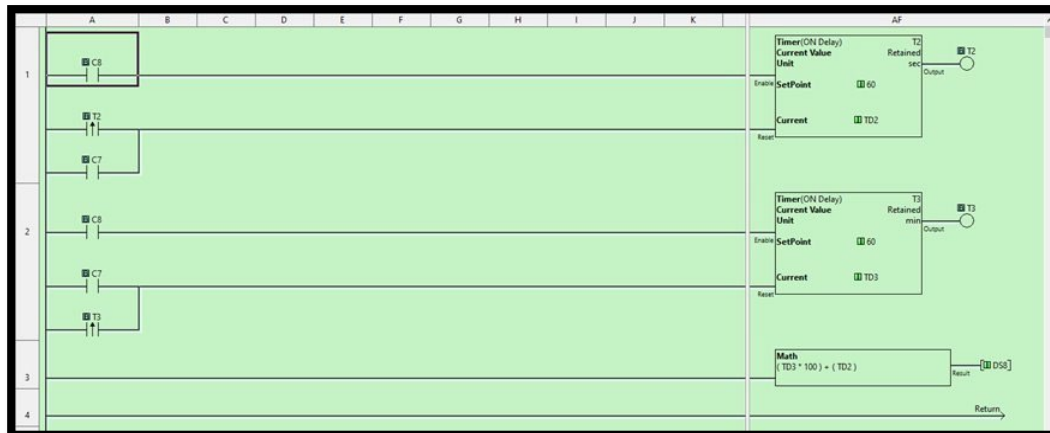 A B C D E F G H I J K AF
1
C8
Timer(ON Delay) T2
Current Value Retained
Unit sec
T2
Output
Enable
SetPoint 60
T2
Current TD2
Reset
C7
2
C8
Timer(ON Delay) T3
Current Value Retained
Unit min
T3
Output
Enable
SetPoint 60
C7
Current TD3
Reset
T3
3
Math
( TD3 * 100 ) + ( TD2 )
Result
DS8
4
Return